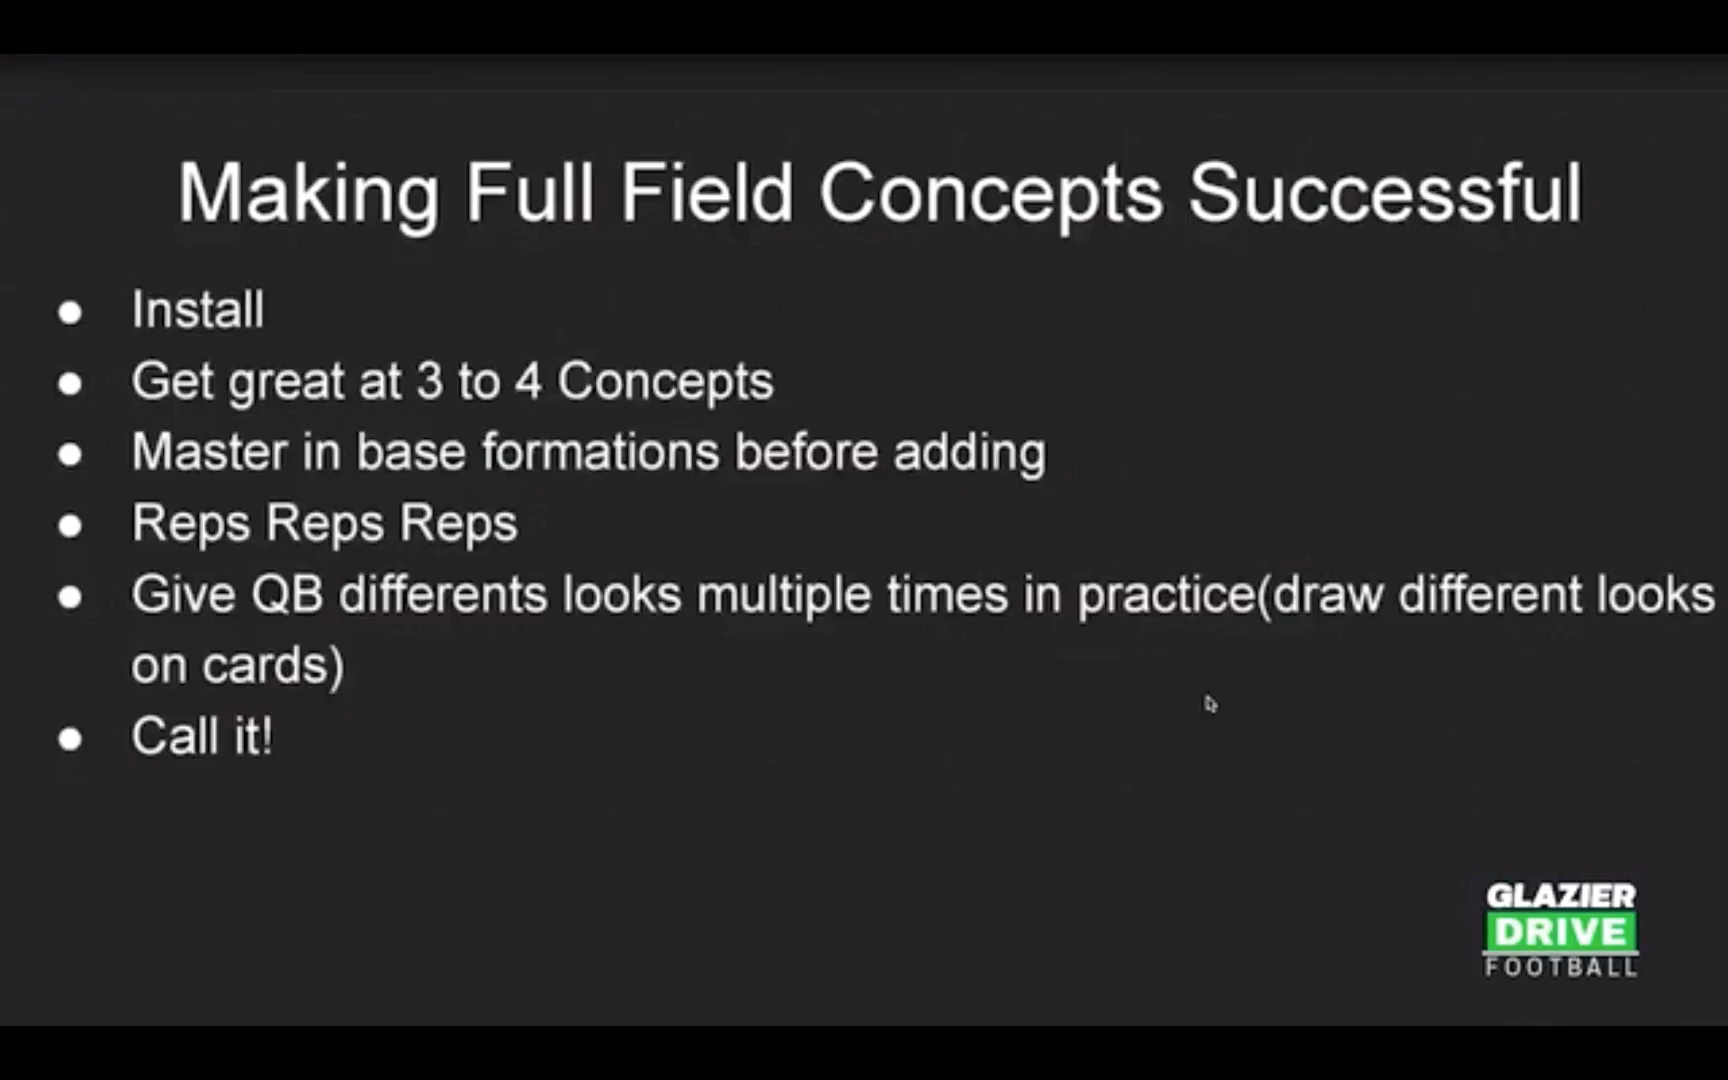 Making Full Field Concepts Successful
● Install
● Get great at 3 to 4 Concepts
● Master in base formations before adding
● Reps Reps Reps
● Give QB differents looks multiple times in practice(draw different looks
on cards)
● Call it!
GLAZIER
DRIVE
FOOTBALL